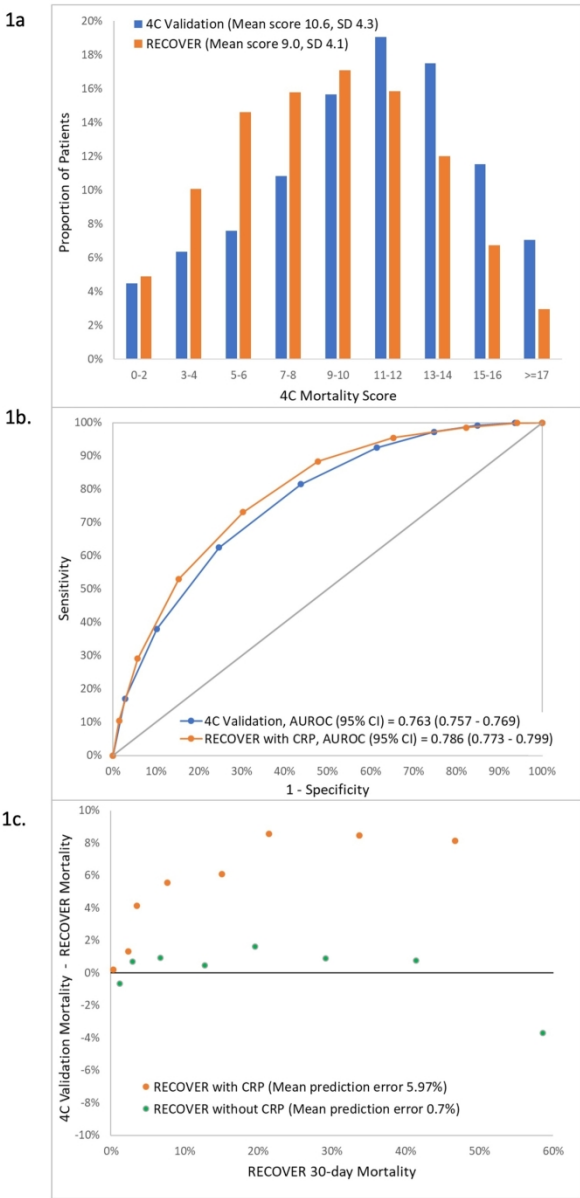 1a
20%
4C Validation (Mean score 10.6, SD 4.3)
18%
RECOVER (Mean score 9.0, SD 4.1)
16%
14%
12%
10%
8%
6%
4%
2%
0%
Proportion of Patients
0-2 3-4 5-6 7-8 9-10 11-12 13-14 15-16 >=17
4C Mortality Score
1b.
100%
90%
80%
70%
60%
50%
40%
30%
20%
10%
0%
Sensitivity
4C Validation, AUROC (95% CI) = 0.763 (0.757 - 0.769)
RECOVER with CRP, AUROC (95% CI) = 0.786 (0.773 - 0.799)
0% 10% 20% 30% 40% 50% 60% 70% 80% 90% 100%
1 - Specificity
1c.
10%
8%
6%
4%
2%
0%
-2%
-4%
-6%
-8%
-10%
4C Validation Mortality - RECOVER Mortality
RECOVER with CRP (Mean prediction error 5.97%)
RECOVER without CRP (Mean prediction error 0.7%)
0% 10% 20% 30% 40% 50% 60%
RECOVER 30-day Mortality